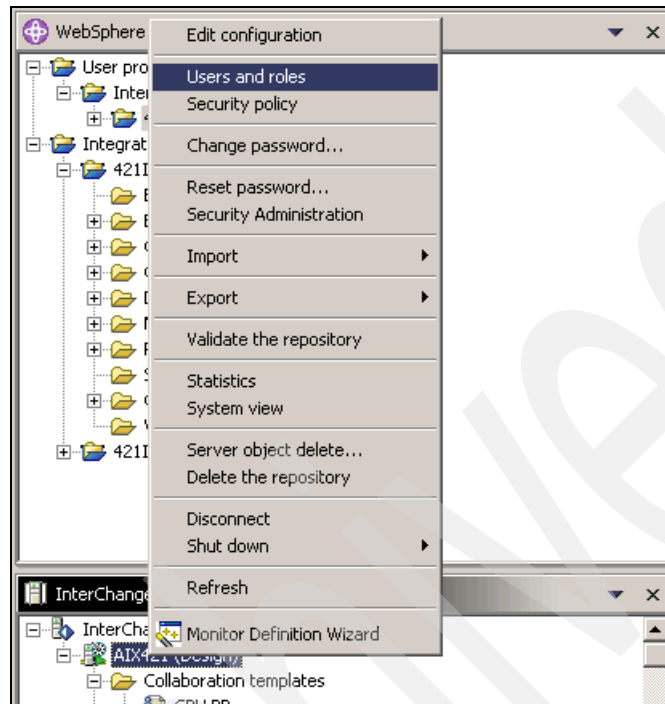 WebSphere
Edit configuration
User pro
Users and roles
Inter
Security policy
Integrat
Change password...
421I
Reset password...
Security Administration
Import
Export
Validate the repository
Statistics
System view
421I
Server object delete...
Delete the repository
Disconnect
Shut down
Refresh
InterChange
InterCha
Monitor Definition Wizard
AIX421 (Design)
Collaboration templates